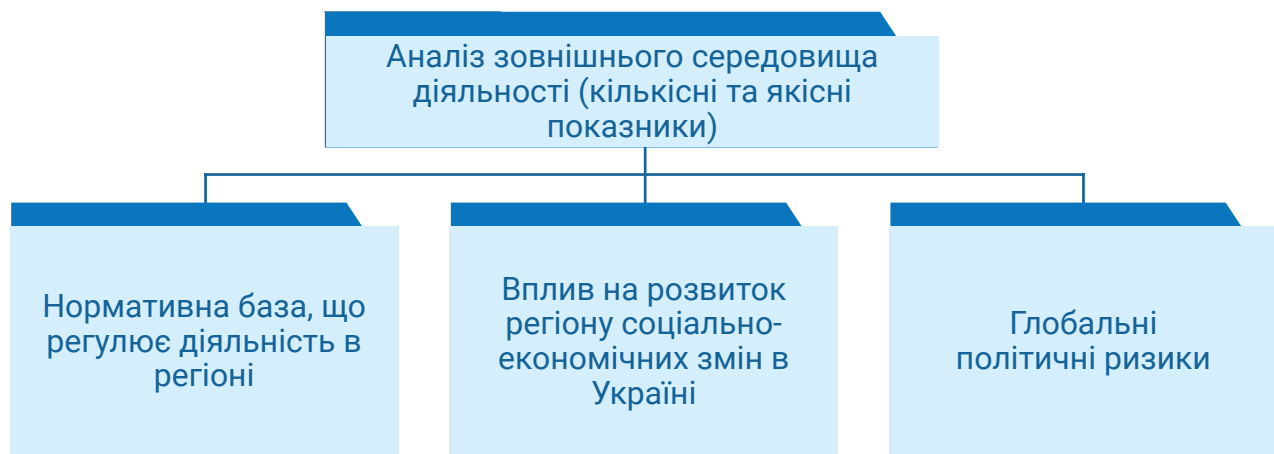 Аналіз зовнішнього середовища
діяльності (кількісні та якісні
показники)
Нормативна база, що
регулює діяльність в
регіоні
Вплив на розвиток
регіону соціально-
економічних змін в
Україні
Глобальні
політичні ризики